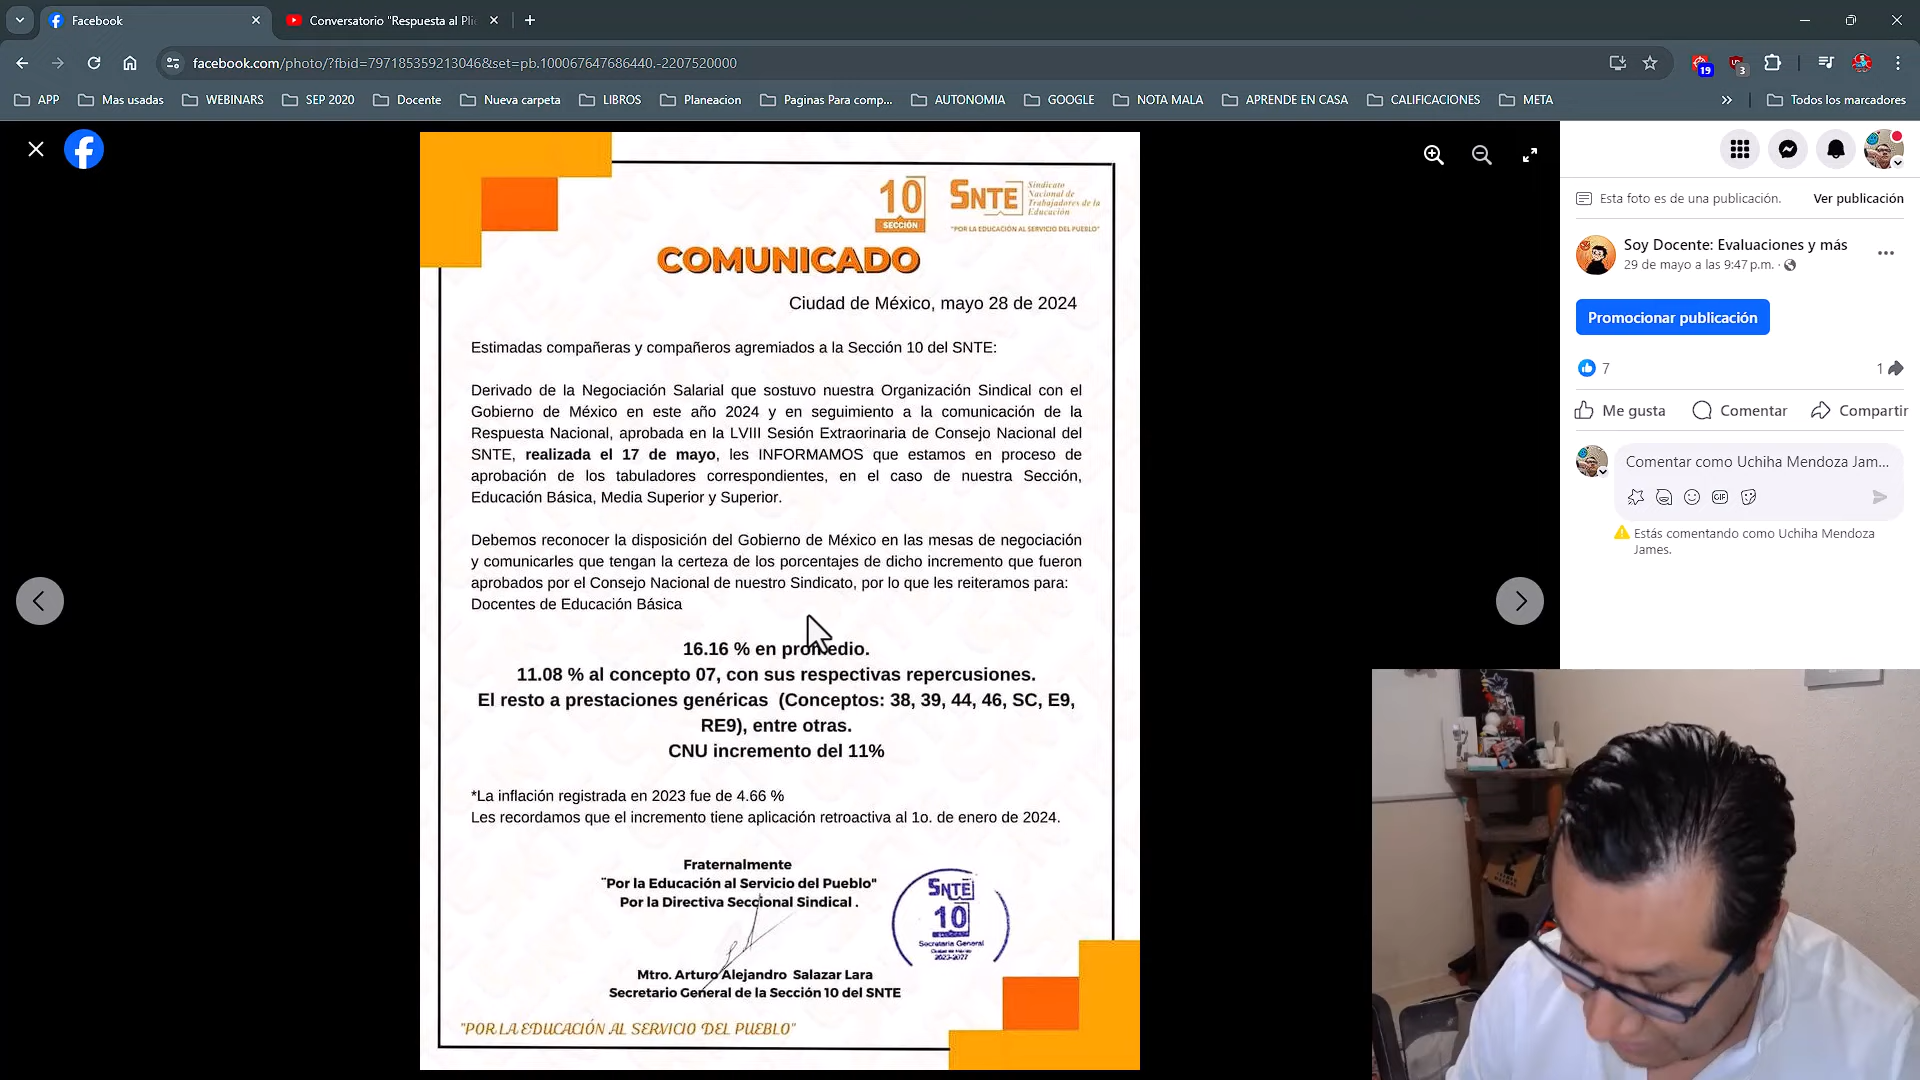 Facebook
Conversatorio "Respuesta al Pli
facebook.com/photo/?fbid=797185359213046&set=pb.100067647686440.-2207520000
19
3
APP
Mas usadas
WEBINARS
SEP 2020
Docente
Nueva carpeta
LIBROS
Planeacion
Paginas Para comp...
AUTONOMIA
GOOGLE
NOTA MALA
APRENDE EN CASA
CALIFICACIONES
META
Todos los marcadores
10
SECCIÓN
SNTE
Sindicato
Nacional de
Trabajadores de la
Educación
"POR LA EDUCACIÓN AL SERVICIO DEL PUEBLO"
COMUNICADO
Ciudad de México, mayo 28 de 2024
Estimadas compañeras y compañeros agremiados a la Sección 10 del SNTE:
Derivado de la Negociación Salarial que sostuvo nuestra Organización Sindical con el
Gobierno de México en este año 2024 y en seguimiento a la comunicación de la
Respuesta Nacional, aprobada en la LVIII Sesión Extraorinaria de Consejo Nacional del
SNTE, realizada el 17 de mayo, les INFORMAMOS que estamos en proceso de
aprobación de los tabuladores correspondientes, en el caso de nuestra Sección,
Educación Básica, Media Superior y Superior.
Debemos reconocer la disposición del Gobierno de México en las mesas de negociación
y comunicarles que tengan la certeza de los porcentajes de dicho incremento que fueron
aprobados por el Consejo Nacional de nuestro Sindicato, por lo que les reiteramos para:
Docentes de Educación Básica
16.16 % en promedio.
11.08 % al concepto 07, con sus respectivas repercusiones.
El resto a prestaciones genéricas (Conceptos: 38, 39, 44, 46, SC, E9,
RE9), entre otras.
CNU incremento del 11%
*La inflación registrada en 2023 fue de 4.66 %
Les recordamos que el incremento tiene aplicación retroactiva al 1o. de enero de 2024.
Fraternalmente
¨Por la Educación al Servicio del Pueblo"
Por la Directiva Seccional Sindical .
SNTE
10
Secretaría General
Ciudad de México
2023-2027
Mtro. Arturo Alejandro Salazar Lara
Secretario General de la Sección 10 del SNTE
"POR LA EDUCACIÓN AL SERVICIO DEL PUEBLO"
Esta foto es de una publicación.
Ver publicación
Soy Docente: Evaluaciones y más
29 de mayo a las 9:47 p.m. ·
Promocionar publicación
7
1
Me gusta
Comentar
Compartir
Comentar como Uchiha Mendoza Jam...
GIF
Estás comentando como Uchiha Mendoza
James.